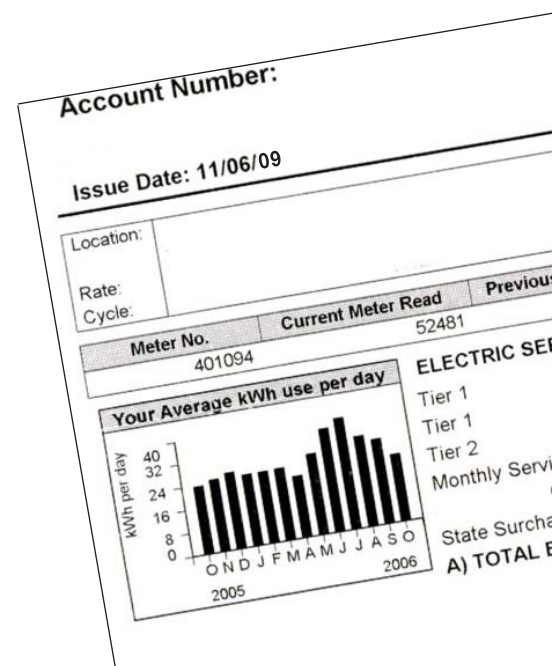 Account Number:
Issue Date: 11/06/09
Location:
Rate:
Cycle:
Meter No. Current Meter Read Previous
401094 52481
Your Average kWh use per day
kWh per day
40
32
24
16
8
0
O N D J F M A M J J A S O
2005 2006
ELECTRIC SE
Tier 1
Tier 1
Tier 2
Monthly Servi
State Surcha
A) TOTAL E